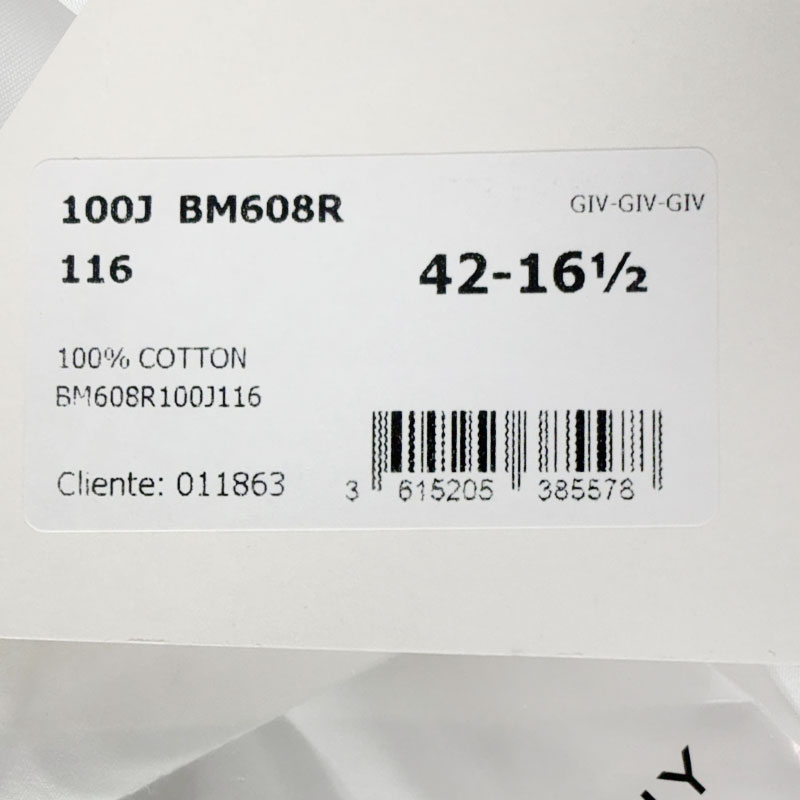 100J BM608R
GIV-GIV-GIV
116
42-16½
100% COTTON
BM608R100J116
Cliente: 011863
3 615205 385578